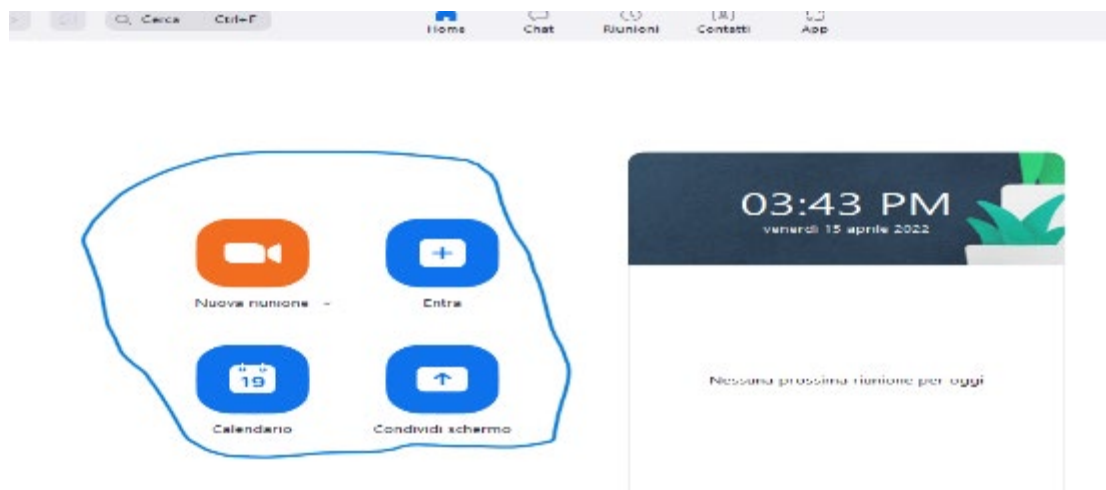 Cerca Ctrl+F
Home Chat Riunioni Contatti App
03:43 PM
venerdì 15 aprile 2022
Nuova riunione
Entra
19
Calendario
Condividi schermo
Nessuna prossima riunione per oggi